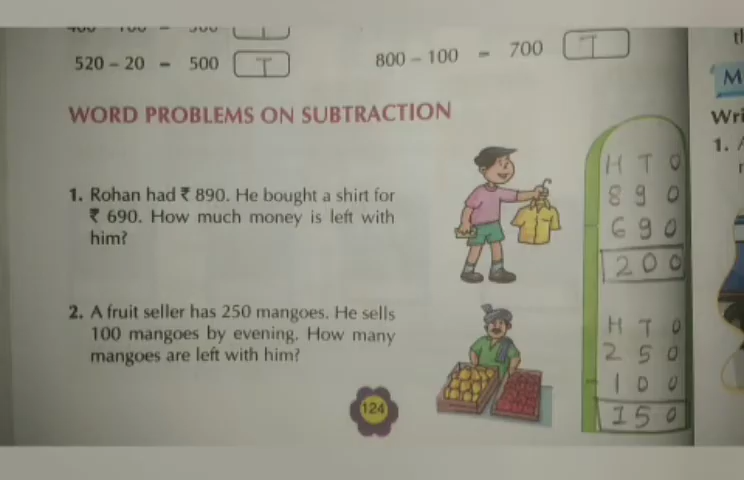 520 – 20 = 500 T
800 – 100 = 700 T
WORD PROBLEMS ON SUBTRACTION
1. Rohan had ₹ 890. He bought a shirt for
₹ 690. How much money is left with
him?
H T O
8 9 0
- 6 9 0
2 0 0
2. A fruit seller has 250 mangoes. He sells
100 mangoes by evening. How many
mangoes are left with him?
H T O
2 5 0
- 1 0 0
1 5 0
124
Wri
1.